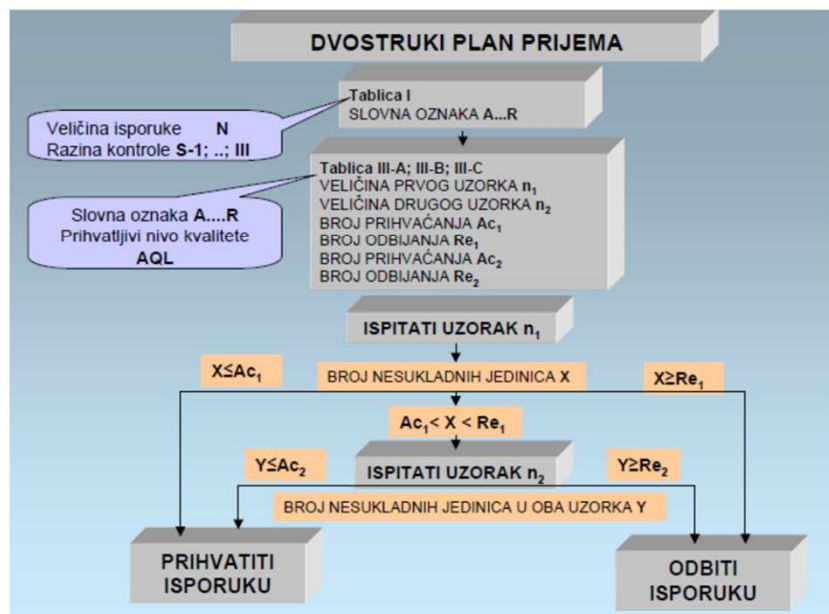 DVOSTRUKI PLAN PRIJEMA
Tablica I
SLOVNA OZNAKA A...R
Veličina isporuke N
Razina kontrole S-1; ..; III
Tablica III-A; III-B; III-C
VELIČINA PRVOG UZORKA n₁
VELIČINA DRUGOG UZORKA n₂
BROJ PRIHVAĆANJA Ac₁
BROJ ODBIJANJA Re₁
BROJ PRIHVAĆANJA Ac₂
BROJ ODBIJANJA Re₂
Slovna oznaka A....R
Prihvatljivi nivo kvalitete
AQL
ISPITATI UZORAK n₁
X≤Ac₁
BROJ NESUKLADNIH JEDINICA X
X≥Re₁
Ac₁< X < Re₁
Y≤Ac₂
ISPITATI UZORAK n₂
Y≥Re₂
BROJ NESUKLADNIH JEDINICA U OBA UZORKA Y
PRIHVATITI
ISPORUKU
ODBITI
ISPORUKU